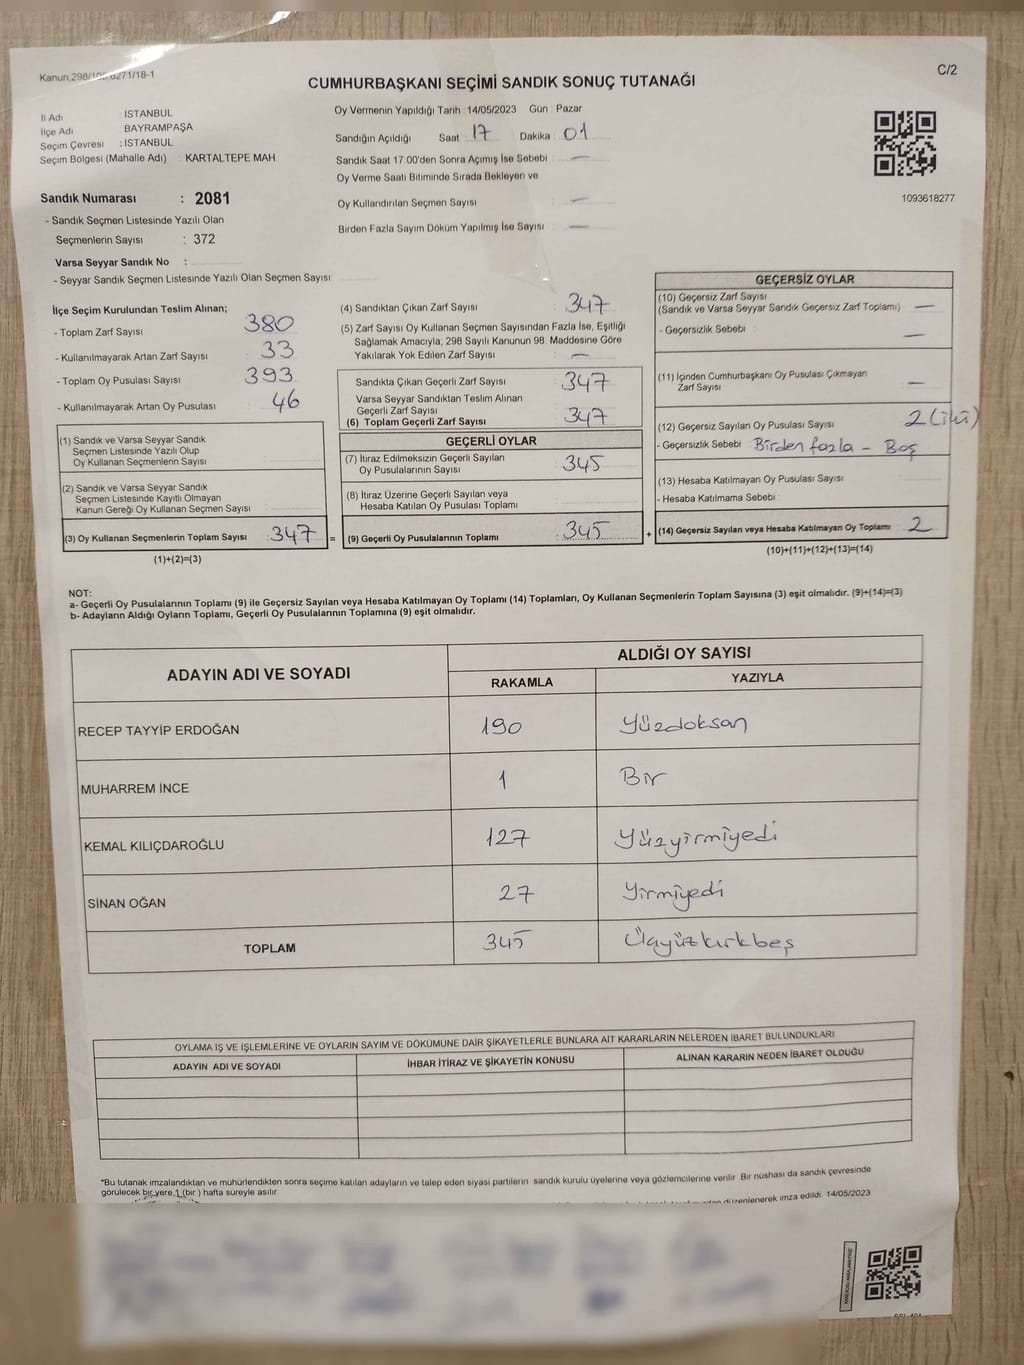 Kanun,298/ 6271/18-1
C/2
CUMHURBAŞKANI SEÇİMİ SANDIK SONUÇ TUTANAĞI
İl Adı İSTANBUL
İlçe Adı BAYRAMPAŞA
Seçim Çevresi : İSTANBUL
Seçim Bölgesi (Mahalle Adı) : KARTALTEPE MAH.
Oy Vermenin Yapıldığı Tarih : 14/05/2023 Gün : Pazar
Sandığın Açıldığı Saat : 17 Dakika : 01
Sandık Saat 17:00'den Sonra Açımış İse Sebebi : —
Oy Verme Saati Bitiminde Sırada Bekleyen ve
Oy Kullandırılan Seçmen Sayısı : —
Birden Fazla Sayım Döküm Yapılmış İse Sayısı : —
1093618277
Sandık Numarası : 2081
- Sandık Seçmen Listesinde Yazılı Olan
Seçmenlerin Sayısı : 372
Varsa Seyyar Sandık No :
- Seyyar Sandık Seçmen Listesinde Yazılı Olan Seçmen Sayısı:
İlçe Seçim Kurulundan Teslim Alınan;
- Toplam Zarf Sayısı : 380
- Kullanılmayarak Artan Zarf Sayısı : 33
- Toplam Oy Pusulası Sayısı : 393
- Kullanılmayarak Artan Oy Pusulası : 46
(1) Sandık ve Varsa Seyyar Sandık
Seçmen Listesinde Yazılı Olup
Oy Kullanan Seçmenlerin Sayısı :
(2) Sandık ve Varsa Seyyar Sandık
Seçmen Listesinde Kayıtlı Olmayan
Kanun Gereği Oy Kullanan Seçmen Sayısı :
(3) Oy Kullanan Seçmenlerin Toplam Sayısı : 347
(1)+(2)=(3)
=
(4) Sandıktan Çıkan Zarf Sayısı : 347
(5) Zarf Sayısı Oy Kullanan Seçmen Sayısından Fazla İse, Eşitliği
Sağlamak Amacıyla; 298 Sayılı Kanunun 98. Maddesine Göre
Yakılarak Yok Edilen Zarf Sayısı : —
Sandıkta Çıkan Geçerli Zarf Sayısı : 347
Varsa Seyyar Sandıktan Teslim Alınan
Geçerli Zarf Sayısı :
(6) Toplam Geçerli Zarf Sayısı : 347
GEÇERLİ OYLAR
(7) İtiraz Edilmeksizin Geçerli Sayılan
Oy Pusulalarının Sayısı : 345
(8) İtiraz Üzerine Geçerli Sayılan veya
Hesaba Katılan Oy Pusulası Toplamı :
(9) Geçerli Oy Pusulalarının Toplamı : 345
+
GEÇERSİZ OYLAR
(10) Geçersiz Zarf Sayısı
(Sandık ve Varsa Seyyar Sandık Geçersiz Zarf Toplamı) : —
- Geçersizlik Sebebi : —
(11) İçinden Cumhurbaşkanı Oy Pusulası Çıkmayan
Zarf Sayısı : —
(12) Geçersiz Sayılan Oy Pusulası Sayısı : 2 (iki)
- Geçersizlik Sebebi : Birden fazla - Boş
(13) Hesaba Katılmayan Oy Pusulası Sayısı :
- Hesaba Katılmama Sebebi :
(14) Geçersiz Sayılan veya Hesaba Katılmayan Oy Toplamı : 2
(10)+(11)+(12)+(13)=(14)
NOT:
a- Geçerli Oy Pusulalarının Toplamı (9) ile Geçersiz Sayılan veya Hesaba Katılmayan Oy Toplamı (14) Toplamları, Oy Kullanan Seçmenlerin Toplam Sayısına (3) eşit olmalıdır. (9)+(14)=(3)
b- Adayların Aldığı Oyların Toplamı, Geçerli Oy Pusulalarının Toplamına (9) eşit olmalıdır.
ADAYIN ADI VE SOYADI
ALDIĞI OY SAYISI
RAKAMLA YAZIYLA
RECEP TAYYİP ERDOĞAN 190 Yüzdoksan
MUHARREM İNCE 1 Bir
KEMAL KILIÇDAROĞLU 127 Yüzyirmiyedi
SİNAN OĞAN 27 Yirmiyedi
TOPLAM 345 Üçyüzkırkbeş
OYLAMA İŞ VE İŞLEMLERİNE VE OYLARIN SAYIM VE DÖKÜMÜNE DAİR ŞİKAYETLERLE BUNLARA AİT KARARLARIN NELERDEN İBARET BULUNDUKLARI
ADAYIN ADI VE SOYADI İHBAR İTİRAZ VE ŞİKAYETİN KONUSU ALINAN KARARIN NEDEN İBARET OLDUĞU
*Bu tutanak imzalandıktan ve mühürlendikten sonra seçime katılan adayların ve talep eden siyasi partilerin sandık kurulu üyelerine veya gözlemcilerine verilir. Bir nüshası da sandık çevresinde
görülecek bir yere 1 (bir) hafta süreyle asılır.
düzenlenerek imza edildi. 14/05/2023